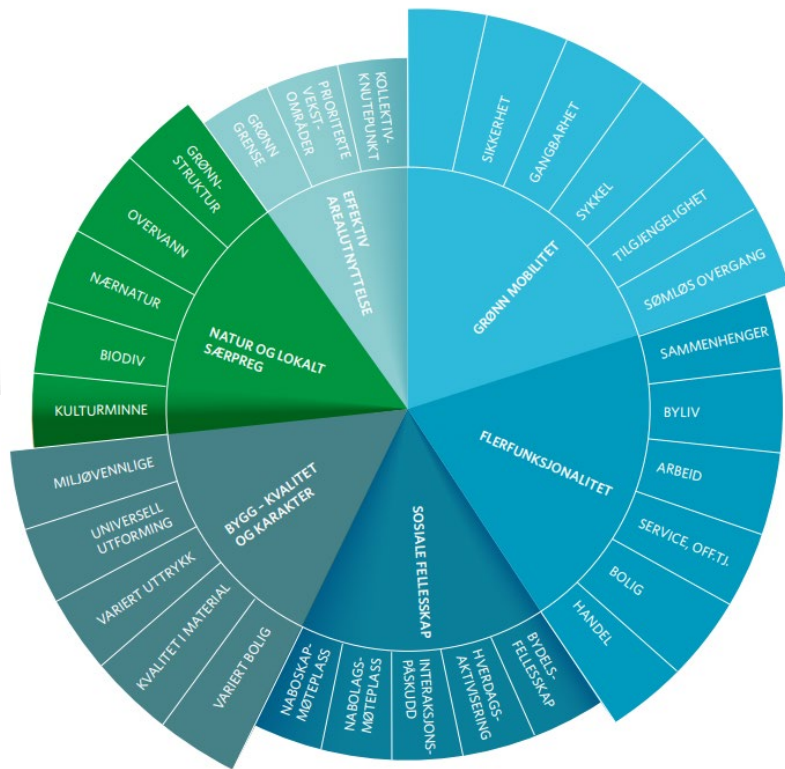 KOLLEKTIV-
KNUTEPUNKT
PRIORITERTE
VEKST-
OMRÅDER
GRØNN
GRENSE
EFFEKTIV
AREALUTNYTTELSE
SIKKERHET
GANGBARHET
SYKKEL
TILGJENGELIGHET
SØMLØS OVERGANG
GRØNN MOBILITET
SAMMENHENGER
BYLIV
ARBEID
SERVICE, OFF.TJ.
BOLIG
HANDEL
FLERFUNKSJONALITET
BYDELS-
FELLESSKAP
HVERDAGS-
AKTIVISERING
INTERAKSJONS-
PÅSKUDD
NABOLAGS-
MØTEPLASS
NABOSKAP-
MØTEPLASS
SOSIALE FELLESSKAP
VARIERT BOLIG
KVALITET I MATERIAL
VARIERT UTTRYKK
UNIVERSELL
UTFORMING
MILJØVENNLIGE
BYGG – KVALITET
OG KARAKTER
KULTURMINNE
BIODIV
NÆRNATUR
OVERVANN
GRØNN-
STRUKTUR
NATUR OG LOKALT
SÆRPREG